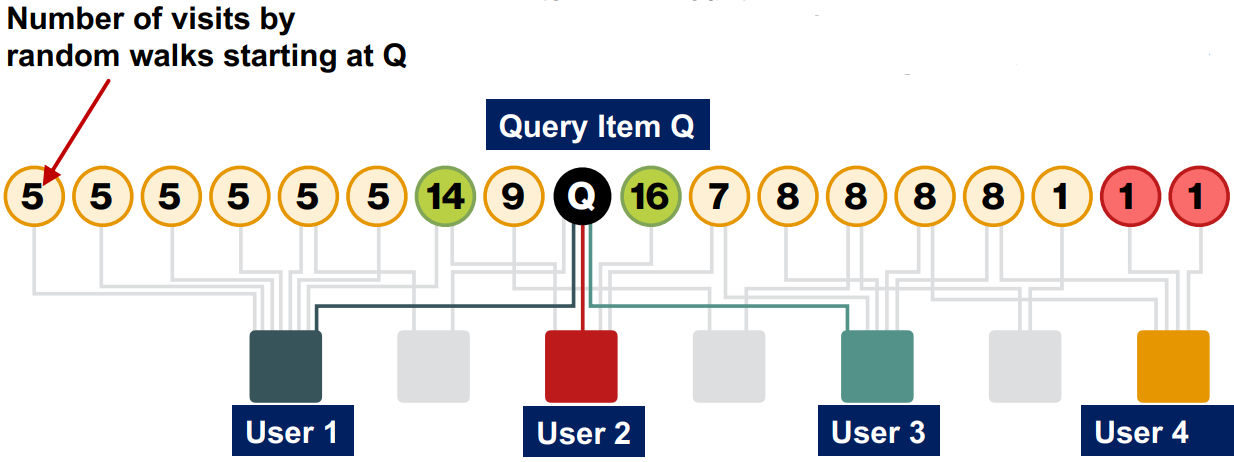 Number of visits by
random walks starting at Q
Query Item Q
5 5 5 5 5 5 14 9 Q 16 7 8 8 8 8 1 1 1
User 1 User 2 User 3 User 4